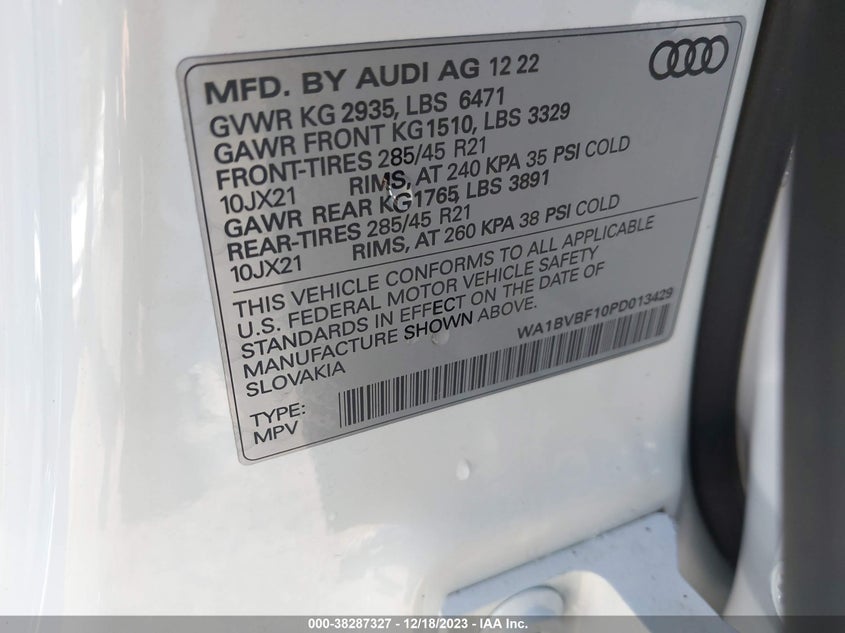 MFD. BY AUDI AG 12 22
GVWR KG 2935, LBS 6471
GAWR FRONT KG1510, LBS 3329
FRONT-TIRES 285/45 R21
10JX21 RIMS, AT 240 KPA 35 PSI COLD
GAWR REAR KG1765, LBS 3891
REAR-TIRES 285/45 R21
10JX21 RIMS, AT 260 KPA 38 PSI COLD
THIS VEHICLE CONFORMS TO ALL APPLICABLE
U.S. FEDERAL MOTOR VEHICLE SAFETY
STANDARDS IN EFFECT ON THE DATE OF
MANUFACTURE SHOWN ABOVE.
SLOVAKIA
WA1BVBF10PD013429
TYPE:
MPV
000-38287327 - 12/18/2023 - IAA Inc.